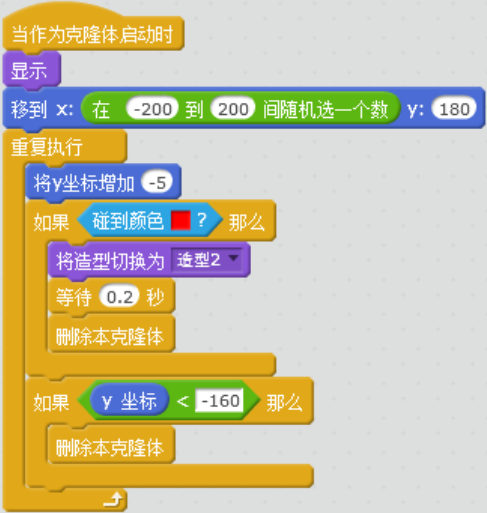 当作为克隆体启动时
显示
移到 x: 在 -200 到 200 间随机选一个数 y: 180
重复执行
将y坐标增加 -5
如果 碰到颜色 ? 那么
将造型切换为 造型2
等待 0.2 秒
删除本克隆体
如果 y 坐标 < -160 那么
删除本克隆体